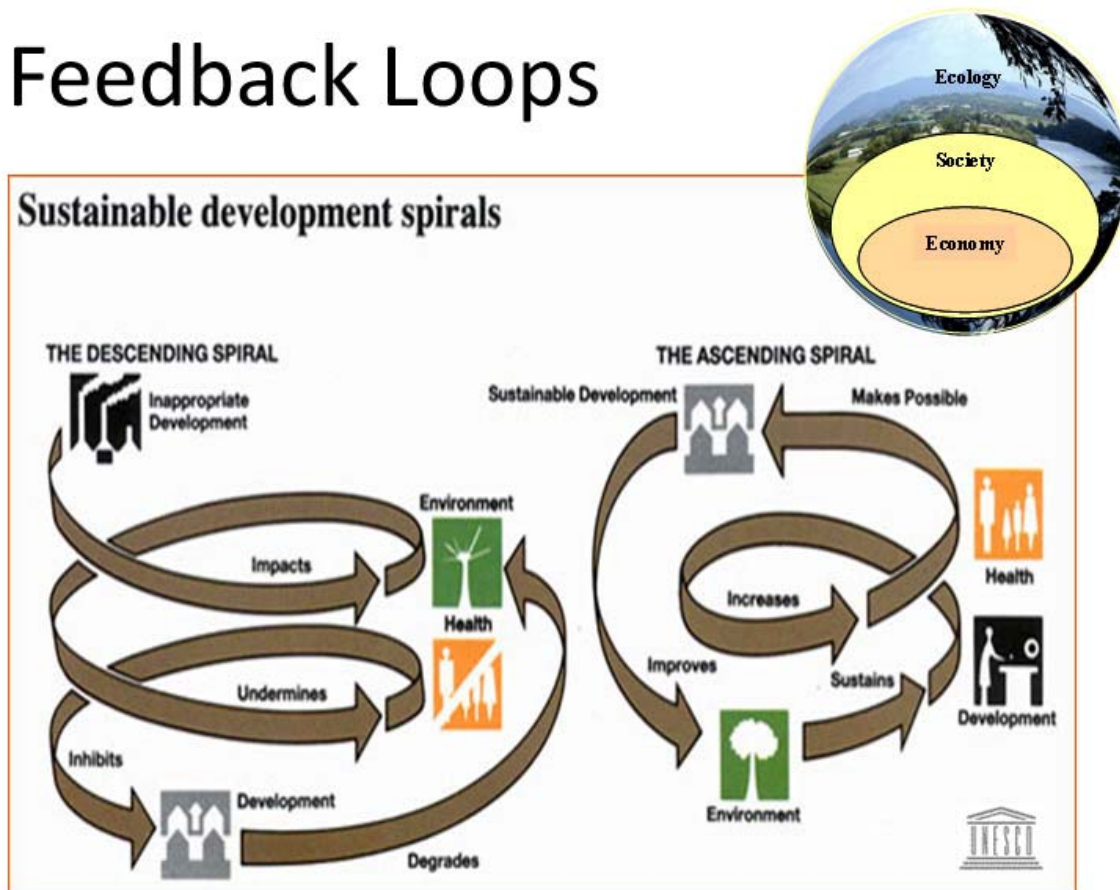 Feedback Loops
Ecology
Society
Economy
Sustainable development spirals
THE DESCENDING SPIRAL
Inappropriate
Development
Environment
Impacts
Health
Undermines
Inhibits
Development
Degrades
THE ASCENDING SPIRAL
Sustainable Development
Makes Possible
Health
Increases
Improves
Sustains
Development
Environment
UNESCO